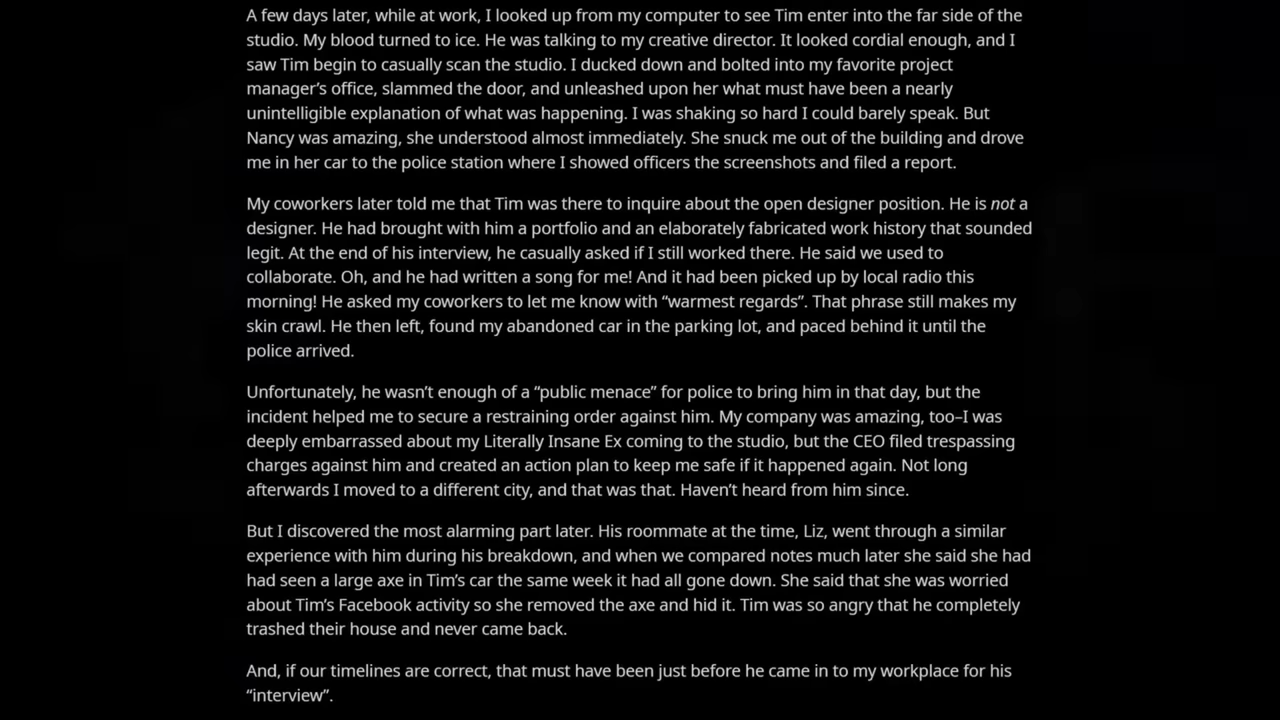 A few days later, while at work, I looked up from my computer to see Tim enter into the far side of the
studio. My blood turned to ice. He was talking to my creative director. It looked cordial enough, and I
saw Tim begin to casually scan the studio. I ducked down and bolted into my favorite project
manager’s office, slammed the door, and unleashed upon her what must have been a nearly
unintelligible explanation of what was happening. I was shaking so hard I could barely speak. But
Nancy was amazing, she understood almost immediately. She snuck me out of the building and drove
me in her car to the police station where I showed officers the screenshots and filed a report.
My coworkers later told me that Tim was there to inquire about the open designer position. He is not a
designer. He had brought with him a portfolio and an elaborately fabricated work history that sounded
legit. At the end of his interview, he casually asked if I still worked there. He said we used to
collaborate. Oh, and he had written a song for me! And it had been picked up by local radio this
morning! He asked my coworkers to let me know with “warmest regards”. That phrase still makes my
skin crawl. He then left, found my abandoned car in the parking lot, and paced behind it until the
police arrived.
Unfortunately, he wasn’t enough of a “public menace” for police to bring him in that day, but the
incident helped me to secure a restraining order against him. My company was amazing, too–I was
deeply embarrassed about my Literally Insane Ex coming to the studio, but the CEO filed trespassing
charges against him and created an action plan to keep me safe if it happened again. Not long
afterwards I moved to a different city, and that was that. Haven’t heard from him since.
But I discovered the most alarming part later. His roommate at the time, Liz, went through a similar
experience with him during his breakdown, and when we compared notes much later she said she had
had seen a large axe in Tim’s car the same week it had all gone down. She said that she was worried
about Tim’s Facebook activity so she removed the axe and hid it. Tim was so angry that he completely
trashed their house and never came back.
And, if our timelines are correct, that must have been just before he came in to my workplace for his
“interview”.